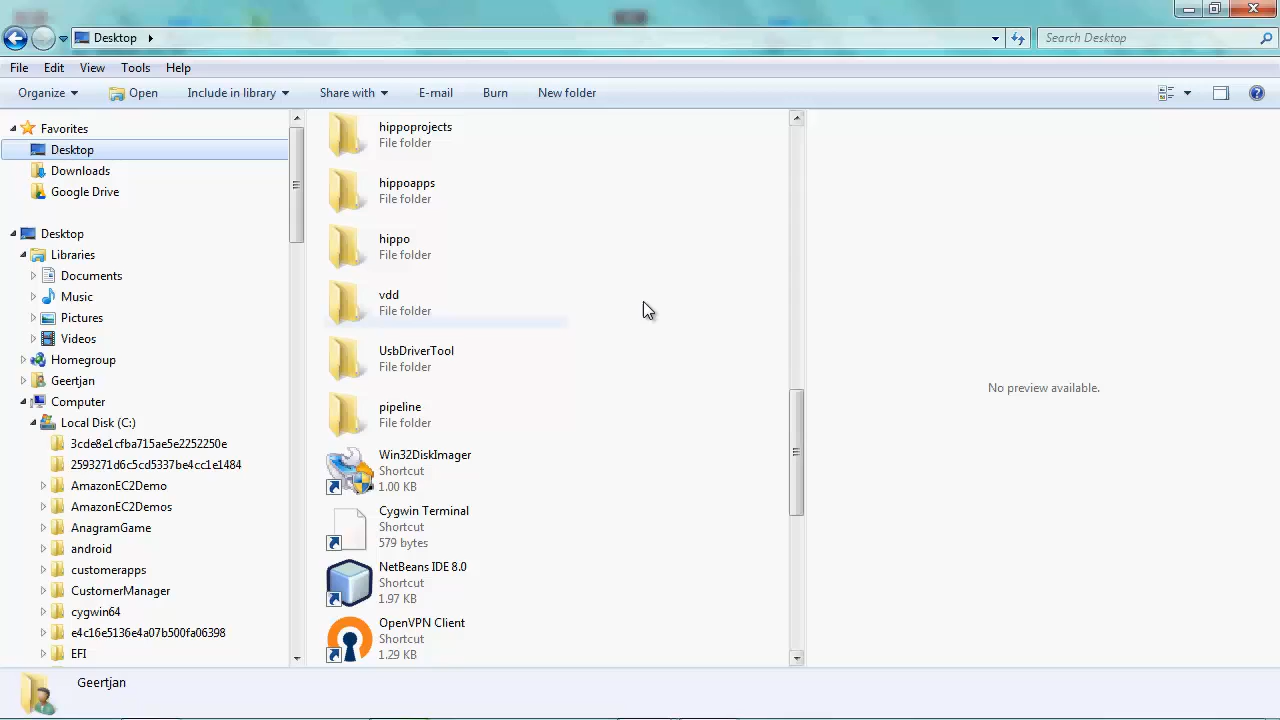 Desktop
Search Desktop
File Edit View Tools Help
Organize Open Include in library Share with E-mail Burn New folder
Favorites
Desktop
Downloads
Google Drive
Desktop
Libraries
Documents
Music
Pictures
Videos
Homegroup
Geertjan
Computer
Local Disk (C:)
3cde8e1cfba715ae5e2252250e
2593271d6c5cd5337be4cc1e1484
AmazonEC2Demo
AmazonEC2Demos
AnagramGame
android
customerapps
CustomerManager
cygwin64
e4c16e5136e4a07b500fa06398
EFI
hippoprojects
File folder
hippoapps
File folder
hippo
File folder
vdd
File folder
UsbDriverTool
File folder
pipeline
File folder
Win32DiskImager
Shortcut
1.00 KB
Cygwin Terminal
Shortcut
579 bytes
NetBeans IDE 8.0
Shortcut
1.97 KB
OpenVPN Client
Shortcut
1.29 KB
No preview available.
Geertjan